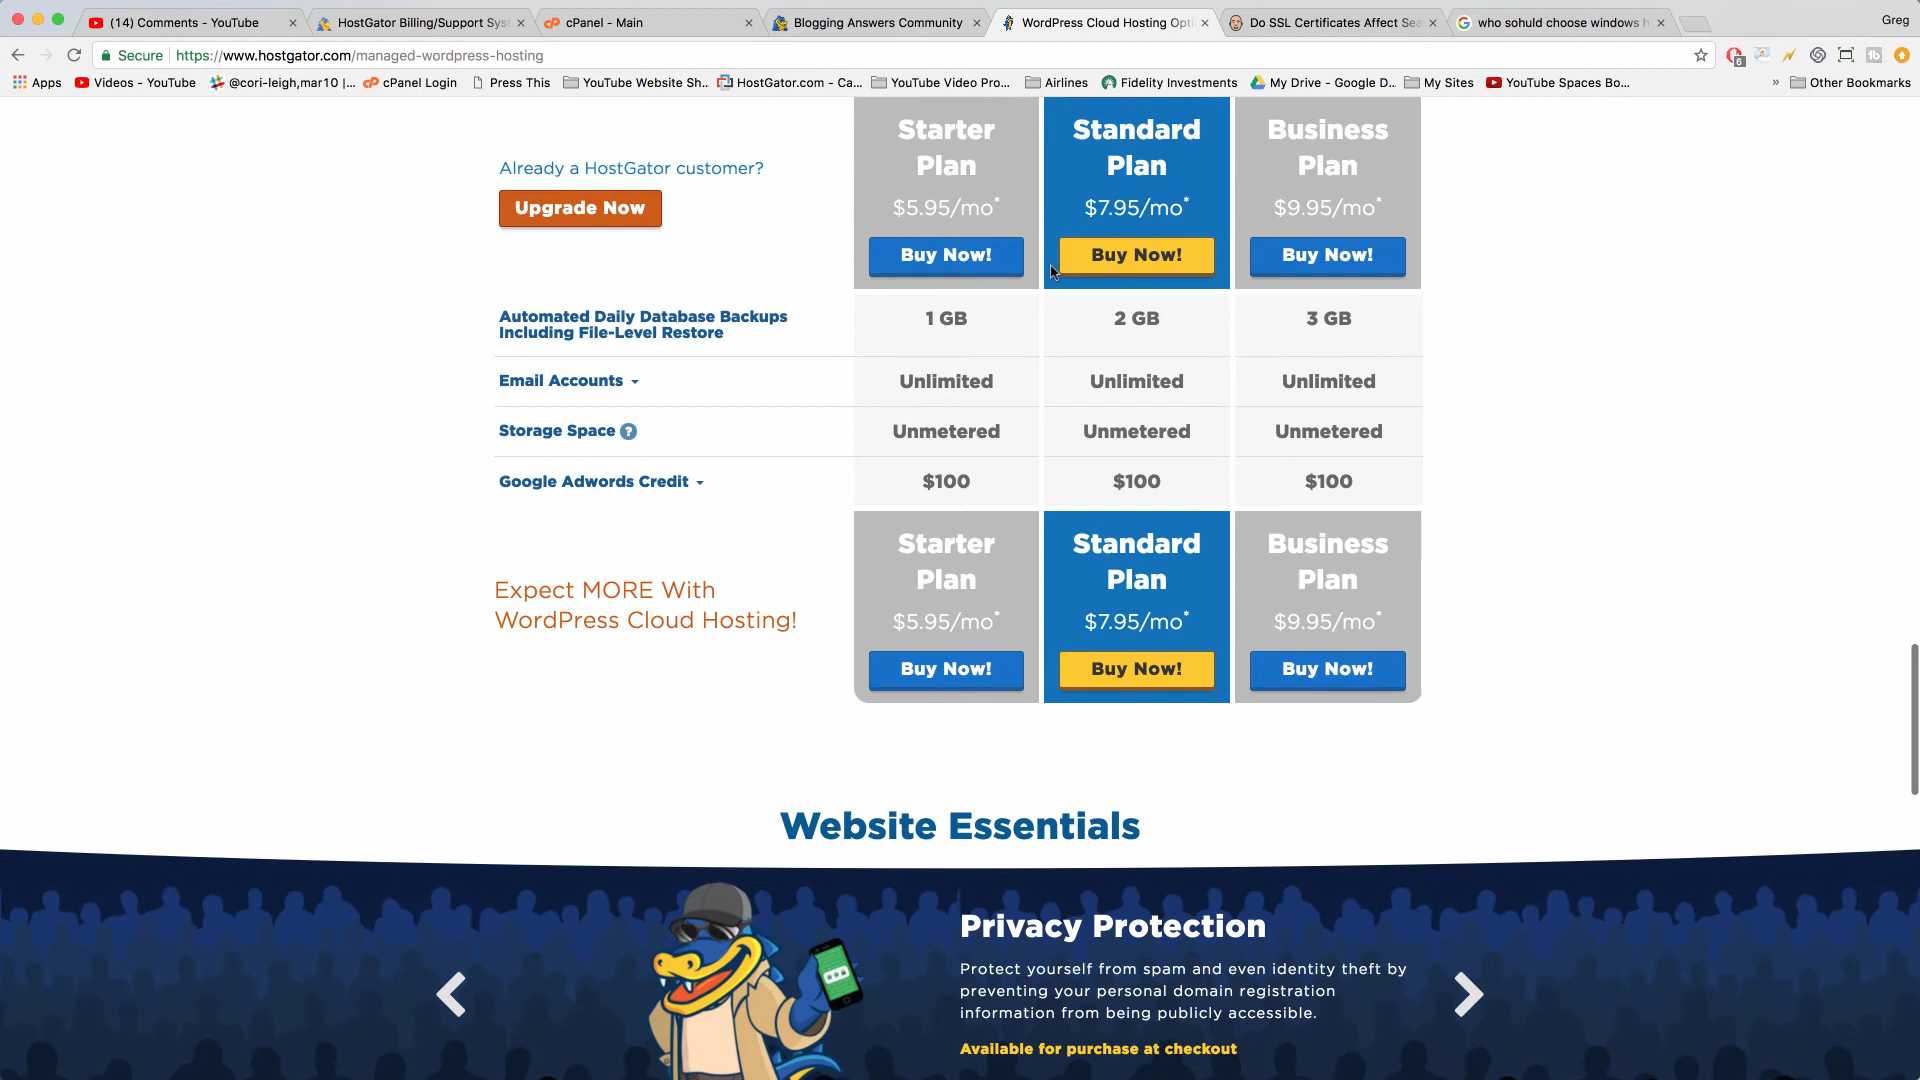 (14) Comments - YouTube
HostGator Billing/Support Sys
cPanel - Main
Blogging Answers Community
WordPress Cloud Hosting Opti
Do SSL Certificates Affect Sea
who sohuld choose windows h
Greg
Secure
https://www.hostgator.com/managed-wordpress-hosting
6
Apps
Videos - YouTube
@cori-leigh,mar10 |...
cPanel Login
Press This
YouTube Website Sh...
HostGator.com - Ca...
YouTube Video Pro...
Airlines
Fidelity Investments
My Drive - Google D...
My Sites
YouTube Spaces Bo...
»
Other Bookmarks
Already a HostGator customer?
Upgrade Now
Starter
Plan
$5.95/mo*
Buy Now!
Standard
Plan
$7.95/mo*
Buy Now!
Business
Plan
$9.95/mo*
Buy Now!
Automated Daily Database Backups
Including File-Level Restore
1 GB
2 GB
3 GB
Email Accounts
Unlimited
Unlimited
Unlimited
Storage Space ?
Unmetered
Unmetered
Unmetered
Google Adwords Credit
$100
$100
$100
Expect MORE With
WordPress Cloud Hosting!
Starter
Plan
$5.95/mo*
Buy Now!
Standard
Plan
$7.95/mo*
Buy Now!
Business
Plan
$9.95/mo*
Buy Now!
Website Essentials
Privacy Protection
Protect yourself from spam and even identity theft by
preventing your personal domain registration
information from being publicly accessible.
Available for purchase at checkout